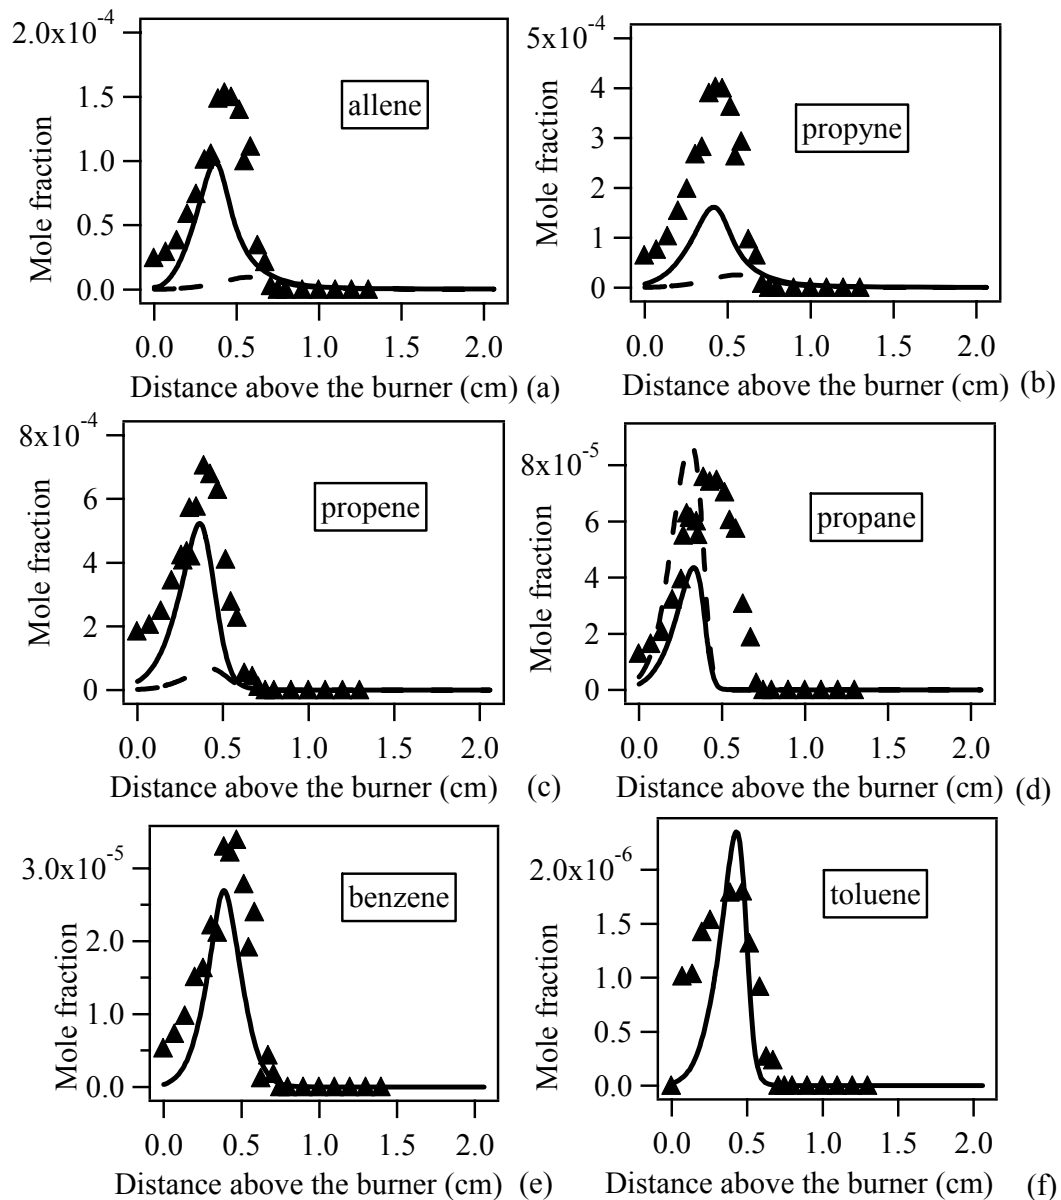 2.0x10-4
1.5
1.0
0.5
0.0
Mole fraction
allene
0.0 0.5 1.0 1.5 2.0
Distance above the burner (cm) (a)
5x10-4
4
3
2
1
0
Mole fraction
propyne
0.0 0.5 1.0 1.5 2.0
Distance above the burner (cm) (b)
8x10-4
6
4
2
0
Mole fraction
propene
0.0 0.5 1.0 1.5 2.0
Distance above the burner (cm) (c)
8x10-5
6
4
2
0
Mole fraction
propane
0.0 0.5 1.0 1.5 2.0
Distance above the burner (cm) (d)
3.0x10-5
2.0
1.0
0.0
Mole fraction
benzene
0.0 0.5 1.0 1.5 2.0
Distance above the burner (cm) (e)
2.0x10-6
1.5
1.0
0.5
0.0
Mole fraction
toluene
0.0 0.5 1.0 1.5 2.0
Distance above the burner (cm) (f)